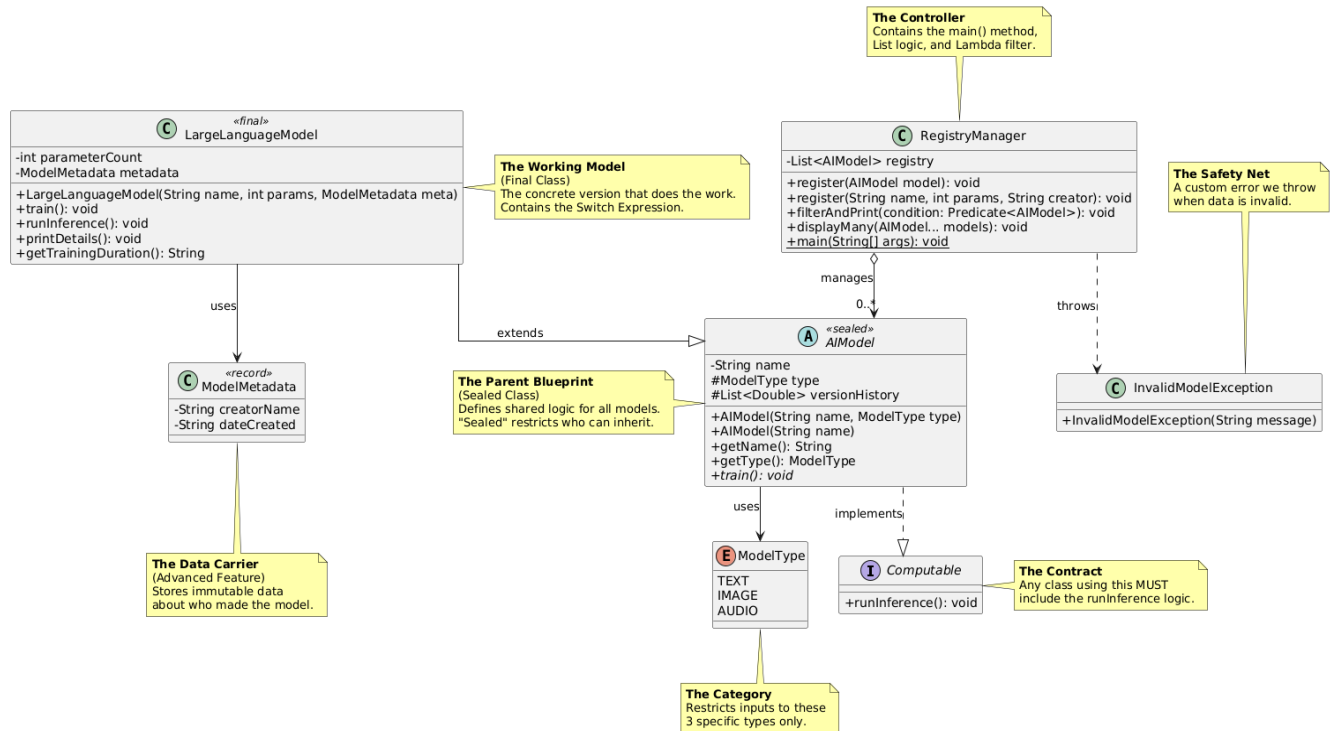 The Controller
Contains the main() method,
List logic, and Lambda filter.
C
«final»
LargeLanguageModel
-int parameterCount
-ModelMetadata metadata
+LargeLanguageModel(String name, int params, ModelMetadata meta)
+train(): void
+runInference(): void
+printDetails(): void
+getTrainingDuration(): String
The Working Model
(Final Class)
The concrete version that does the work.
Contains the Switch Expression.
C RegistryManager
-List<AIModel> registry
+register(AIModel model): void
+register(String name, int params, String creator): void
+filterAndPrint(condition: Predicate<AIModel>): void
+displayMany(AIModel... models): void
+main(String[] args): void
The Safety Net
A custom error we throw
when data is invalid.
uses
extends
manages
0..*
throws
C
«record»
ModelMetadata
-String creatorName
-String dateCreated
The Parent Blueprint
(Sealed Class)
Defines shared logic for all models.
"Sealed" restricts who can inherit.
A
«sealed»
AIModel
-String name
#ModelType type
#List<Double> versionHistory
+AIModel(String name, ModelType type)
+AIModel(String name)
+getName(): String
+getType(): ModelType
+train(): void
C InvalidModelException
+InvalidModelException(String message)
uses
implements
The Data Carrier
(Advanced Feature)
Stores immutable data
about who made the model.
E ModelType
TEXT
IMAGE
AUDIO
I Computable
+runInference(): void
The Contract
Any class using this MUST
include the runInference logic.
The Category
Restricts inputs to these
3 specific types only.